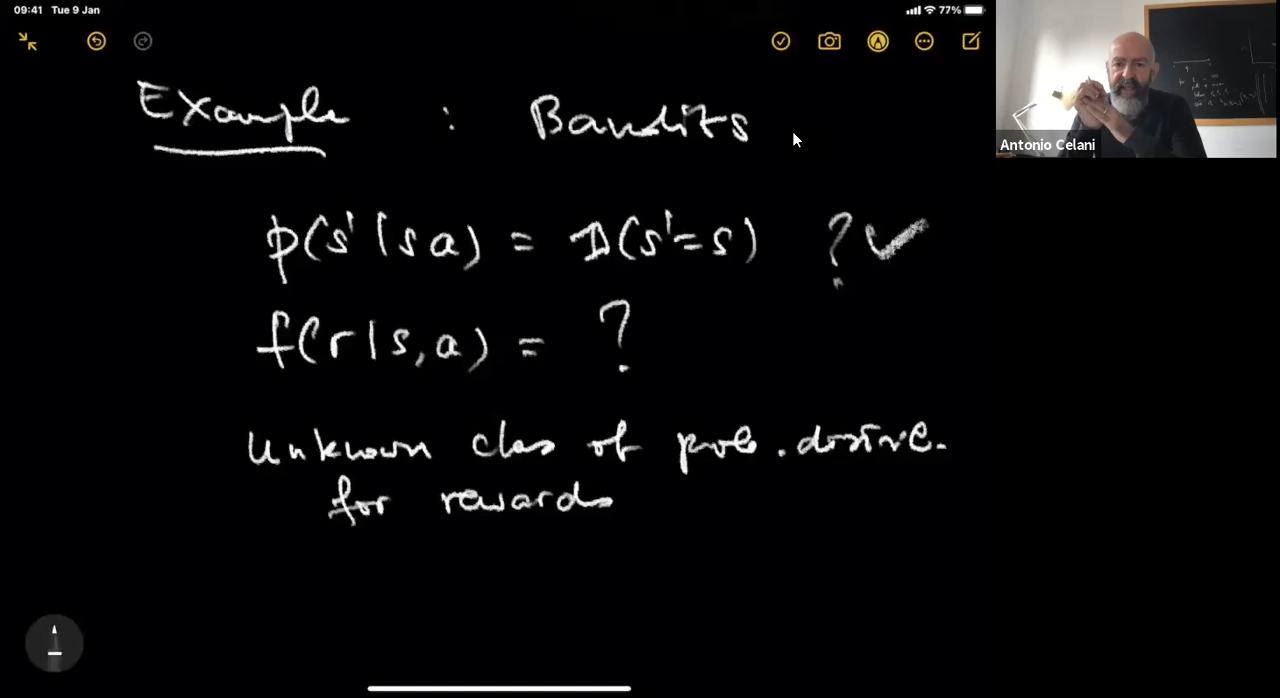 09:41 Tue 9 Jan
77%
Example : Bandits
p(s'|s a) = 𝟙(s'=s) ? ✓
f(r|s,a) = ?
Unknown class of prob. distrib.
for rewards
Antonio Celani